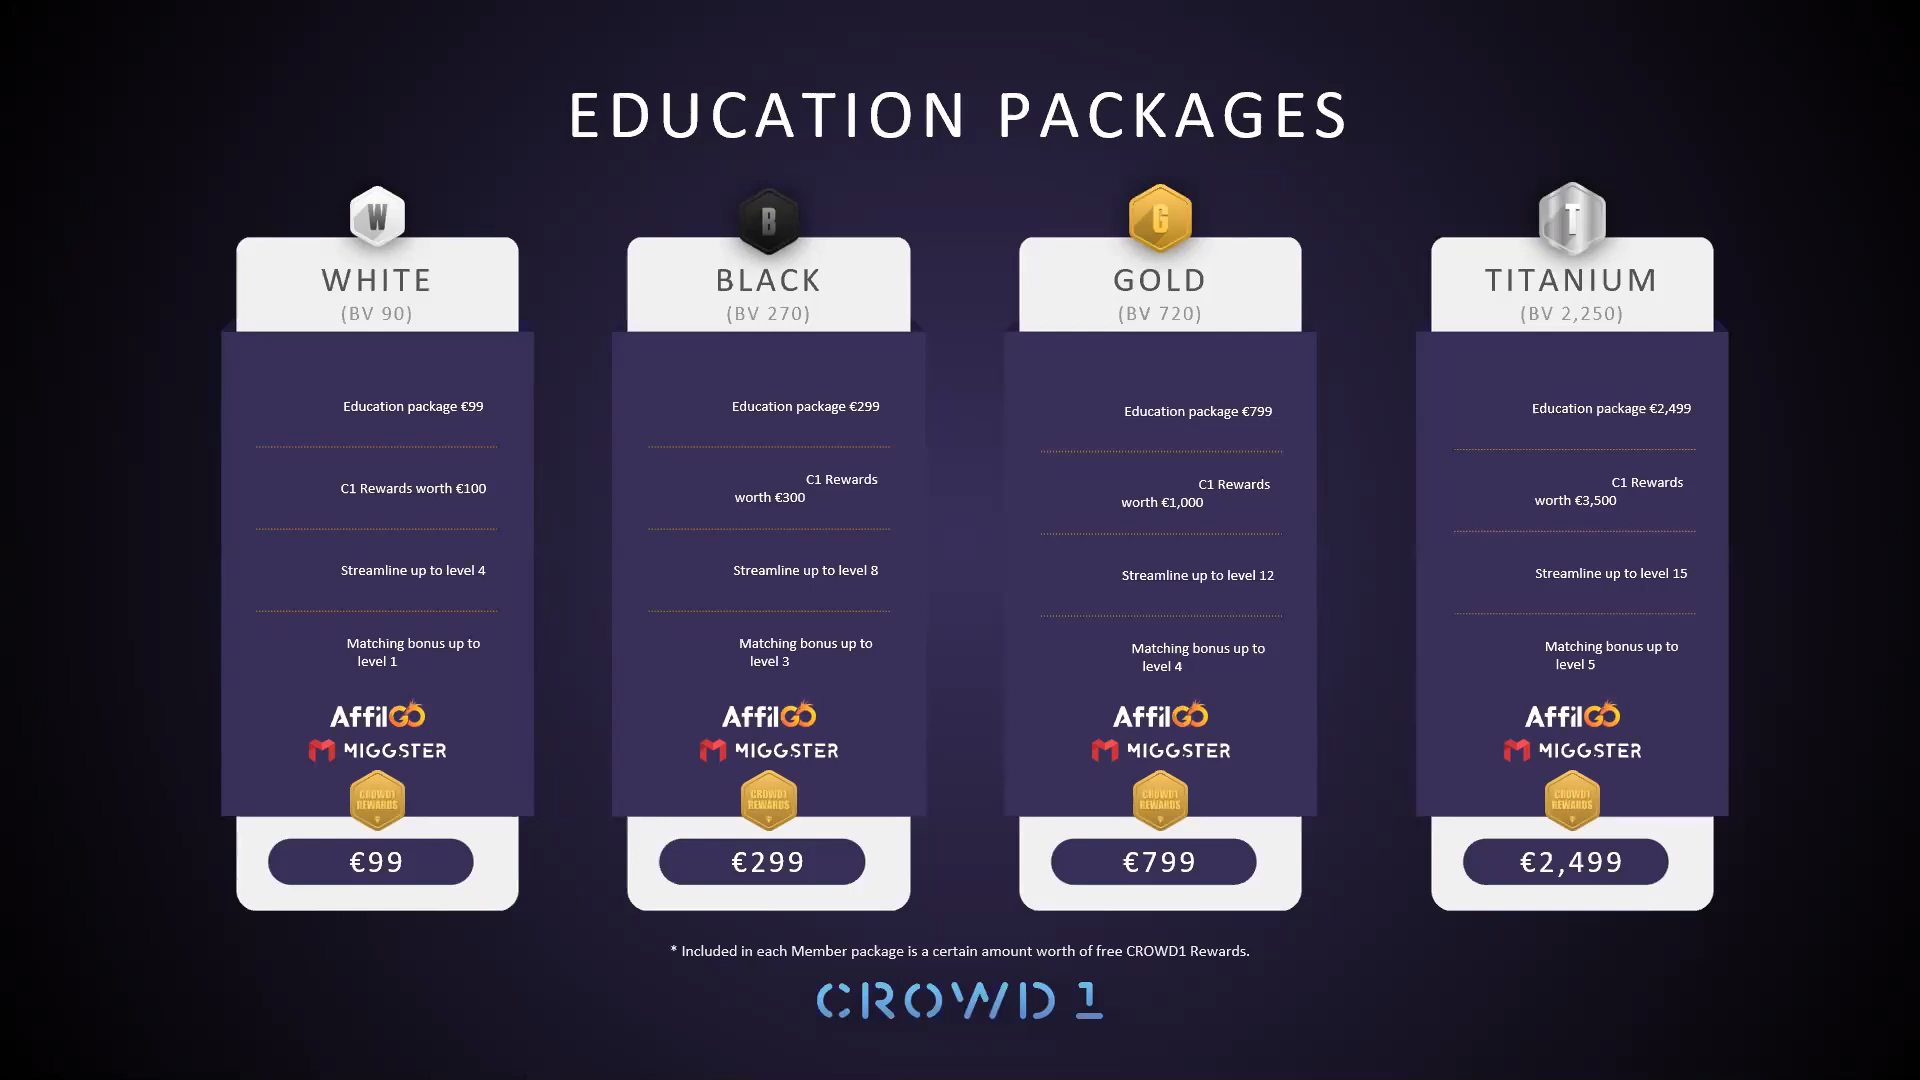 EDUCATION PACKAGES
W
WHITE
(BV 90)
Education package €99
C1 Rewards worth €100
Streamline up to level 4
Matching bonus up to
level 1
AffilGO
MIGGSTER
CROWD1
REWARDS
€99
B
BLACK
(BV 270)
Education package €299
C1 Rewards
worth €300
Streamline up to level 8
Matching bonus up to
level 3
AffilGO
MIGGSTER
CROWD1
REWARDS
€299
G
GOLD
(BV 720)
Education package €799
C1 Rewards
worth €1,000
Streamline up to level 12
Matching bonus up to
level 4
AffilGO
MIGGSTER
CROWD1
REWARDS
€799
T
TITANIUM
(BV 2,250)
Education package €2,499
C1 Rewards
worth €3,500
Streamline up to level 15
Matching bonus up to
level 5
AffilGO
MIGGSTER
CROWD1
REWARDS
€2,499
* Included in each Member package is a certain amount worth of free CROWD1 Rewards.
CROWD 1